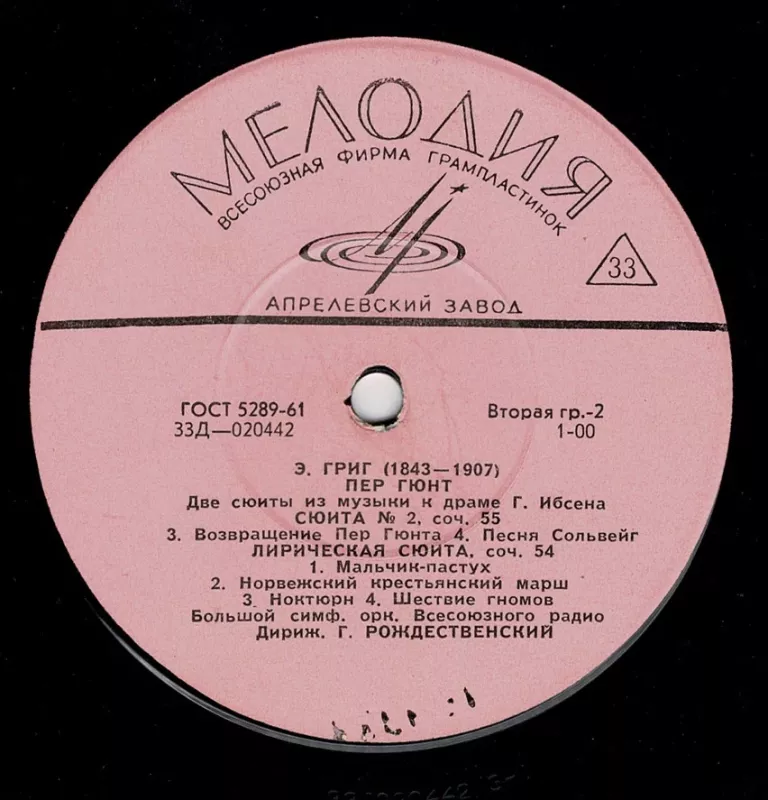 МЕЛОДИЯ
ВСЕСОЮЗНАЯ ФИРМА ГРАМПЛАСТИНОК
33
АПРЕЛЕВСКИЙ ЗАВОД
ГОСТ 5289-61 Вторая гр.-2
33Д—020442 1-00
Э. ГРИГ (1843—1907)
ПЕР ГЮНТ
Две сюиты из музыки к драме Г. Ибсена
СЮИТА № 2, соч. 55
3. Возвращение Пер Гюнта 4. Песня Сольвейг
ЛИРИЧЕСКАЯ СЮИТА, соч. 54
1. Мальчик-пастух
2. Норвежский крестьянский марш
3. Ноктюрн 4. Шествие гномов
Большой симф. орк. Всесоюзного радио
Дириж. Г. РОЖДЕСТВЕНСКИЙ